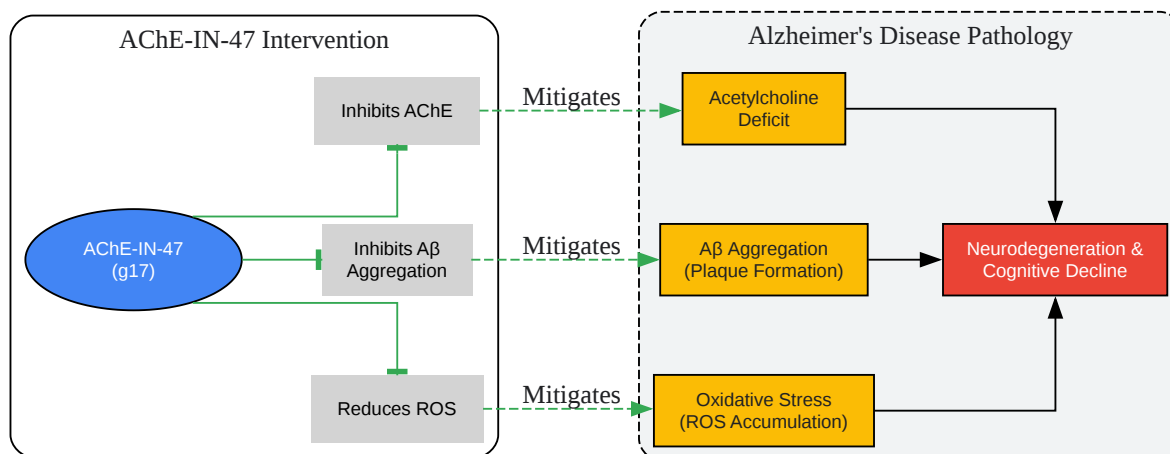 AChE-IN-47 Intervention
Alzheimer's Disease Pathology
Inhibits AChE
Mitigates
Acetylcholine
Deficit
AChE-IN-47
(g17)
Inhibits Aβ
Aggregation
Mitigates
Aβ Aggregation
(Plaque Formation)
Neurodegeneration &
Cognitive Decline
Reduces ROS
Mitigates
Oxidative Stress
(ROS Accumulation)